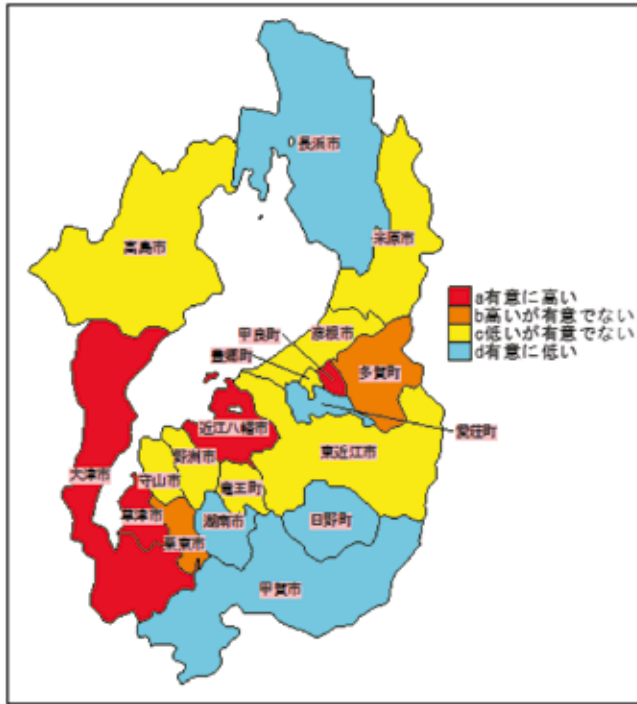 長浜市
米原市
高島市
a有意に高い
b高いが有意でない
c低いが有意でない
d有意に低い
彦根市
甲良町
豊郷町
多賀町
近江八幡市
愛荘町
東近江市
野洲市
大津市
守山市
竜王町
草津市
湖南市
日野町
栗東市
甲賀市